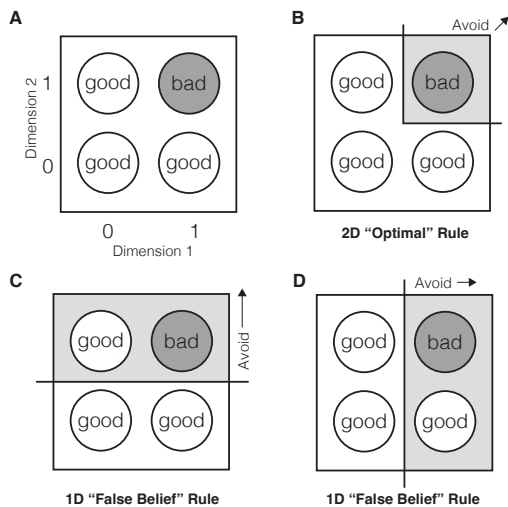 A
good bad
1
good good
0
Dimension 2
0 1
Dimension 1
B
Avoid
good bad
good good
2D “Optimal” Rule
C
good bad
good good
Avoid
1D “False Belief” Rule
D
Avoid
good bad
good good
1D “False Belief” Rule